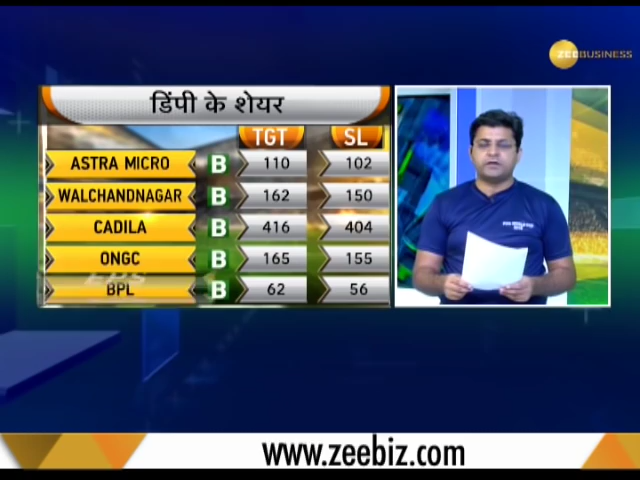 ZEE BUSINESS
डिंपी के शेयर
TGT SL
ASTRA MICRO B 110 102
WALCHANDNAGAR B 162 150
CADILA B 416 404
ONGC B 165 155
BPL B 62 56
www.zeebiz.com